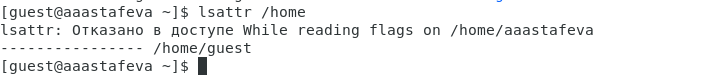 [guest@aaastafeva ~]$ lsattr /home
lsattr: Отказано в доступе While reading flags on /home/aaastafeva
---------------- /home/guest
[guest@aaastafeva ~]$